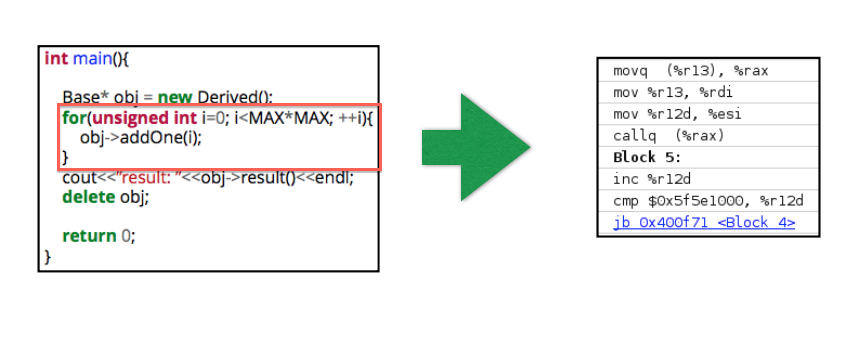 int main(){
Base* obj = new Derived();
for(unsigned int i=0; i<MAX*MAX; ++i){
obj->addOne(i);
}
cout<<"result: "<<obj->result()<<endl;
delete obj;
return 0;
}
movq (%r13), %rax
mov %r13, %rdi
mov %r12d, %esi
callq (%rax)
Block 5:
inc %r12d
cmp $0x5f5e1000, %r12d
jb 0x400f71 <Block 4>